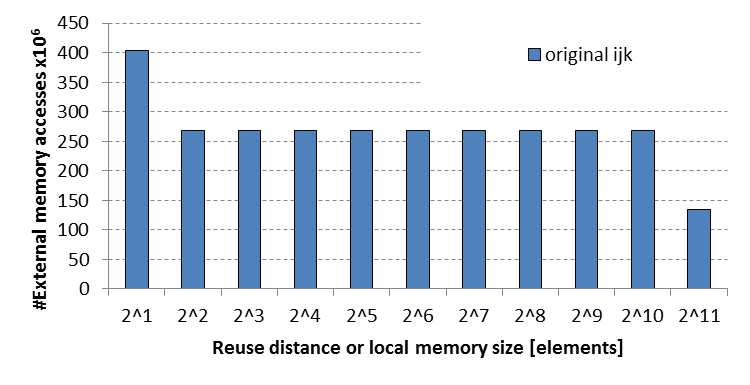 #External memory accesses x10⁶
450
400
350
300
250
200
150
100
50
0
original ijk
2^1 2^2 2^3 2^4 2^5 2^6 2^7 2^8 2^9 2^10 2^11
Reuse distance or local memory size [elements]